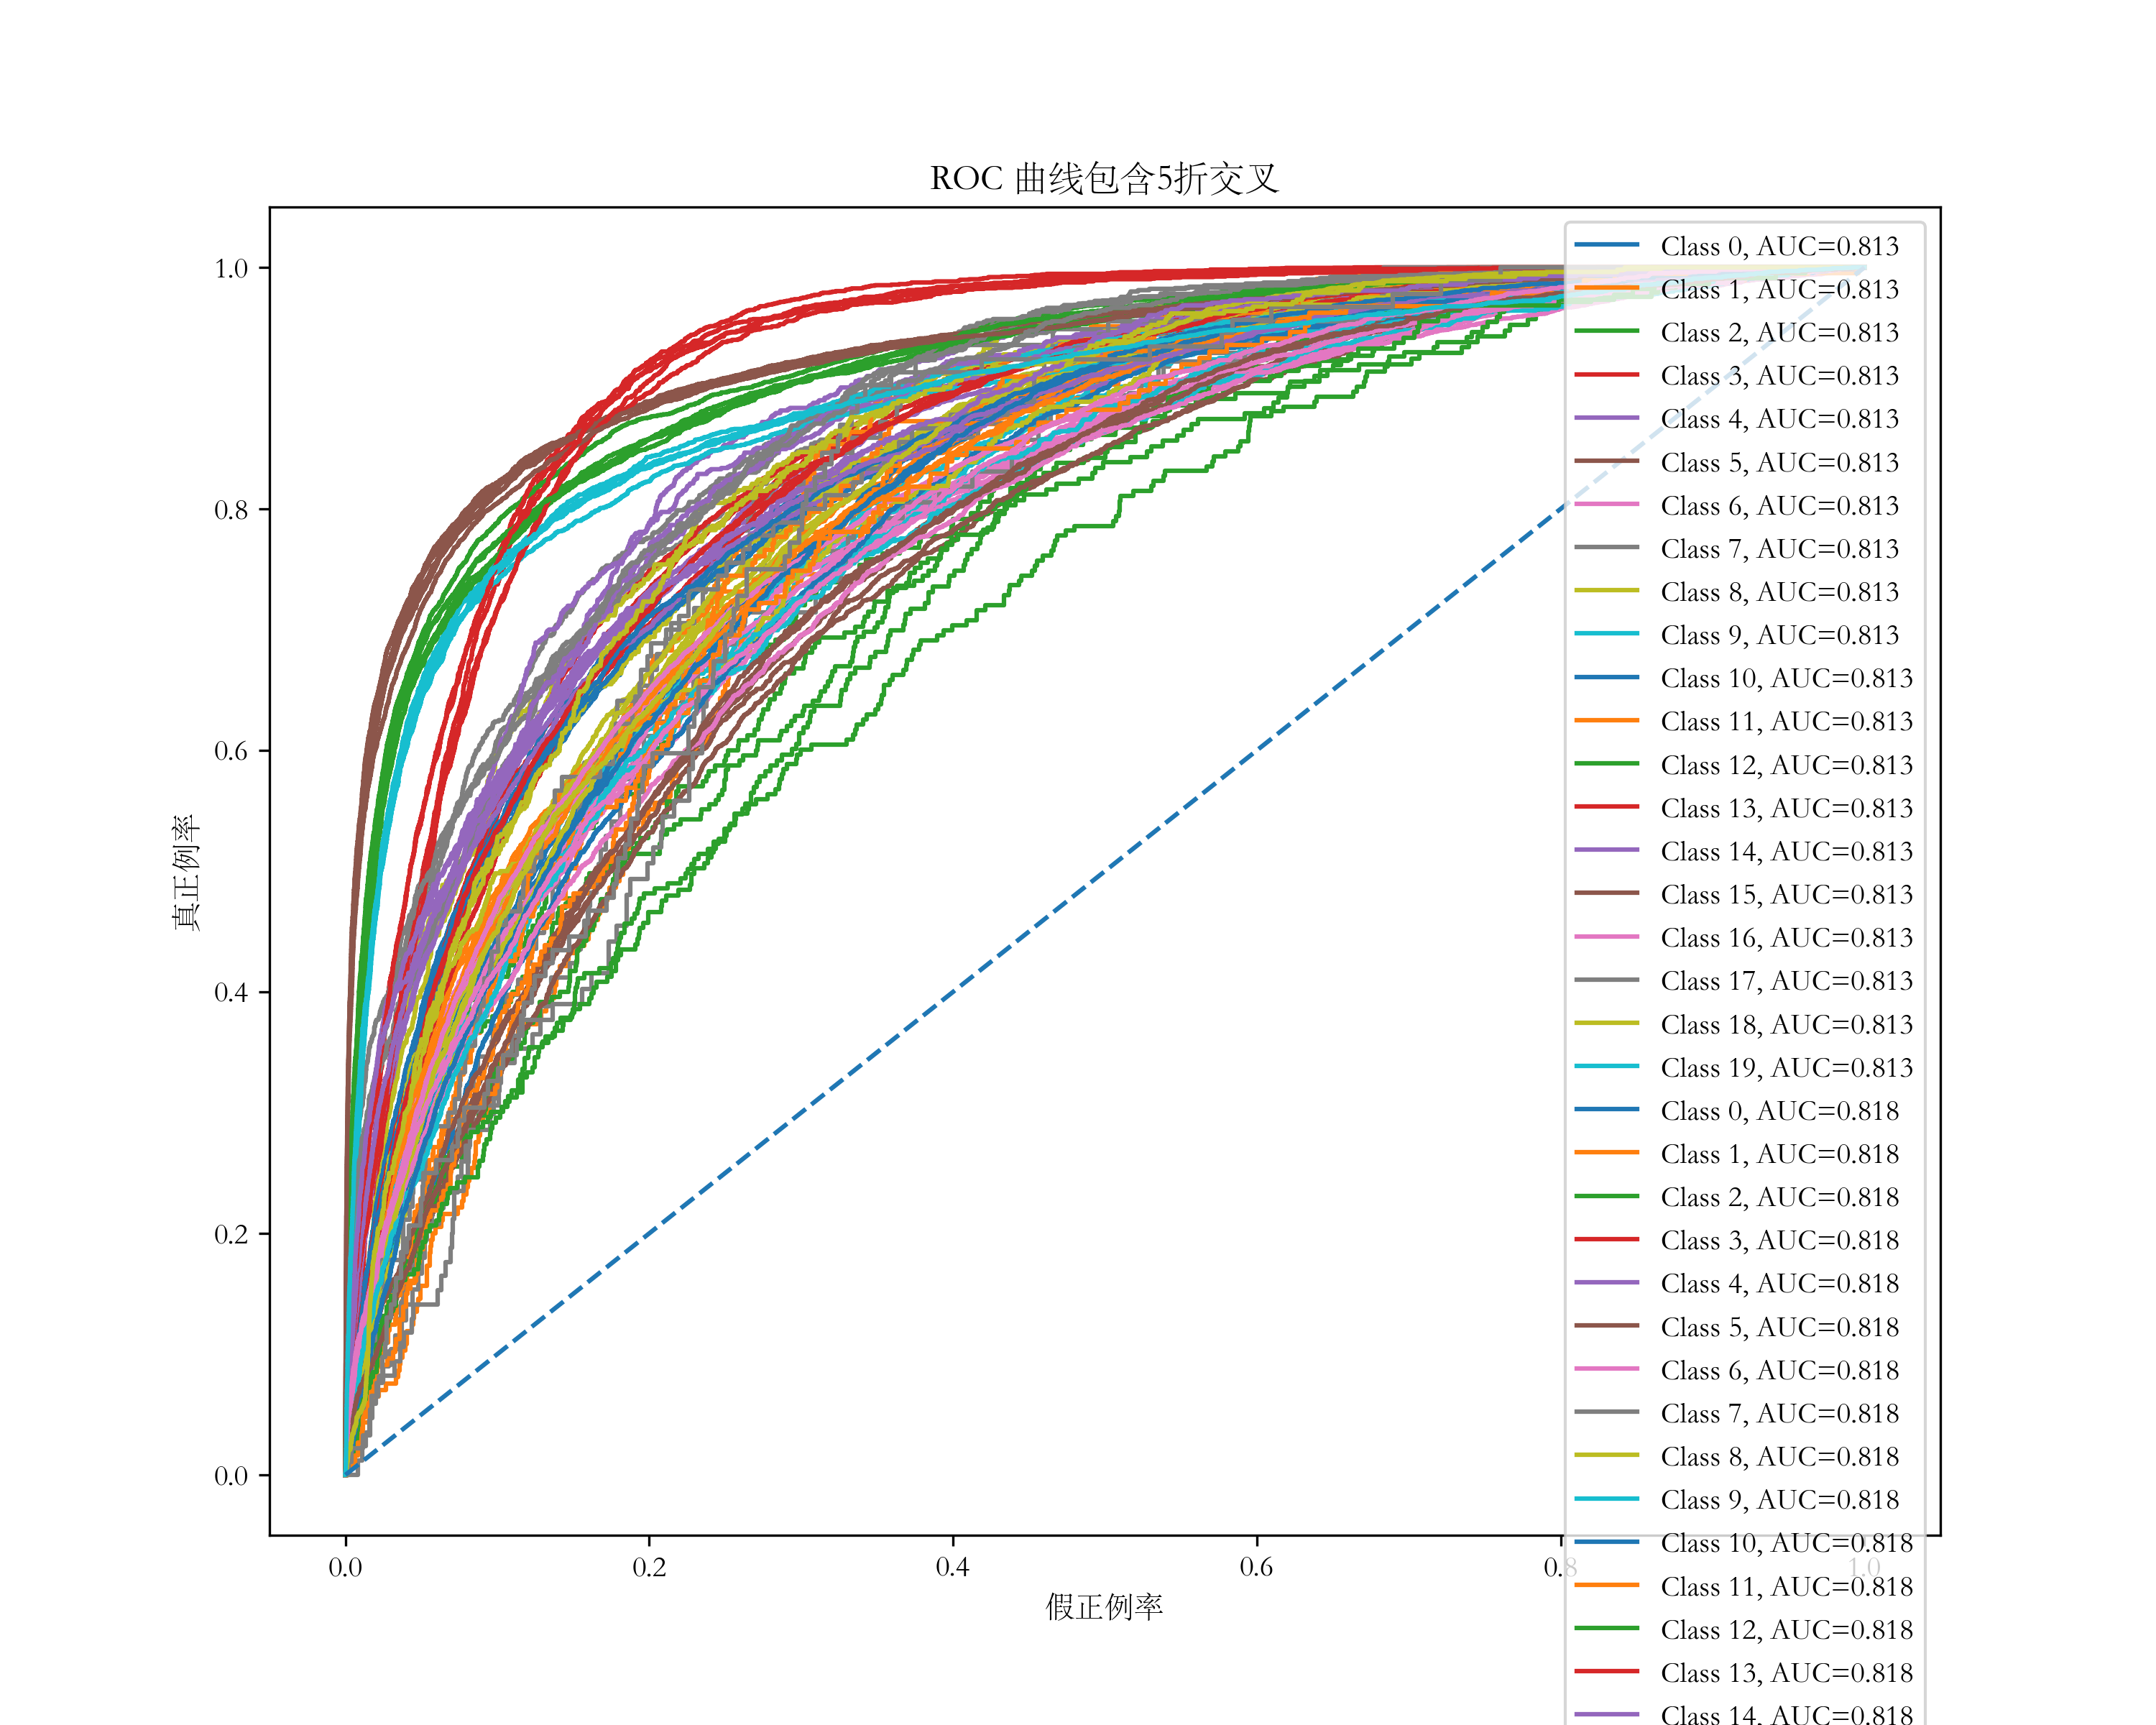 ROC 曲线包含5折交叉
1.0
0.8
0.6
0.4
0.2
0.0
真正例率
0.0
0.2
0.4
0.6
0.8
1.0
假正例率
Class 0, AUC=0.813
Class 1, AUC=0.813
Class 2, AUC=0.813
Class 3, AUC=0.813
Class 4, AUC=0.813
Class 5, AUC=0.813
Class 6, AUC=0.813
Class 7, AUC=0.813
Class 8, AUC=0.813
Class 9, AUC=0.813
Class 10, AUC=0.813
Class 11, AUC=0.813
Class 12, AUC=0.813
Class 13, AUC=0.813
Class 14, AUC=0.813
Class 15, AUC=0.813
Class 16, AUC=0.813
Class 17, AUC=0.813
Class 18, AUC=0.813
Class 19, AUC=0.813
Class 0, AUC=0.818
Class 1, AUC=0.818
Class 2, AUC=0.818
Class 3, AUC=0.818
Class 4, AUC=0.818
Class 5, AUC=0.818
Class 6, AUC=0.818
Class 7, AUC=0.818
Class 8, AUC=0.818
Class 9, AUC=0.818
Class 10, AUC=0.818
Class 11, AUC=0.818
Class 12, AUC=0.818
Class 13, AUC=0.818
Class 14, AUC=0.818